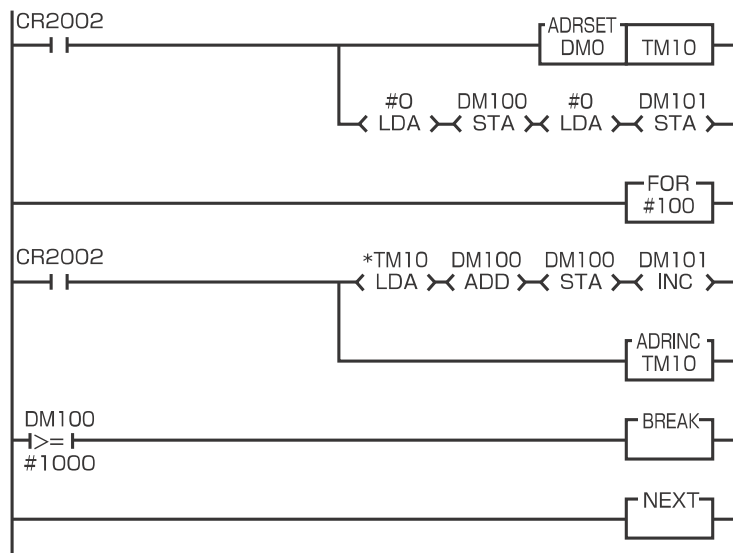 CR2002
ADRSET
DM0 TM10
#0 DM100 #0 DM101
LDA STA LDA STA
FOR
#100
CR2002
*TM10 DM100 DM100 DM101
LDA ADD STA INC
ADRINC
TM10
DM100
>=
#1000
BREAK
NEXT